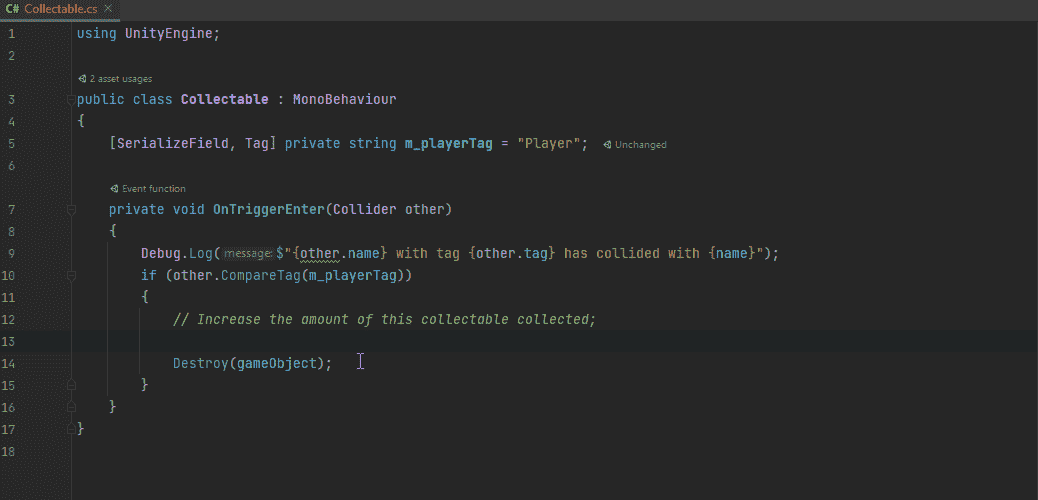 C# Collectable.cs ×
1 using UnityEngine;
2
2 asset usages
3 public class Collectable : MonoBehaviour
4 {
5 [SerializeField, Tag] private string m_playerTag = "Player"; Unchanged
6
Event function
7 private void OnTriggerEnter(Collider other)
8 {
9 Debug.Log( message: $"{other.name} with tag {other.tag} has collided with {name}");
10 if (other.CompareTag(m_playerTag))
11 {
12 // Increase the amount of this collectable collected;
13
14 Destroy(gameObject);
15 }
16 }
17 }
18